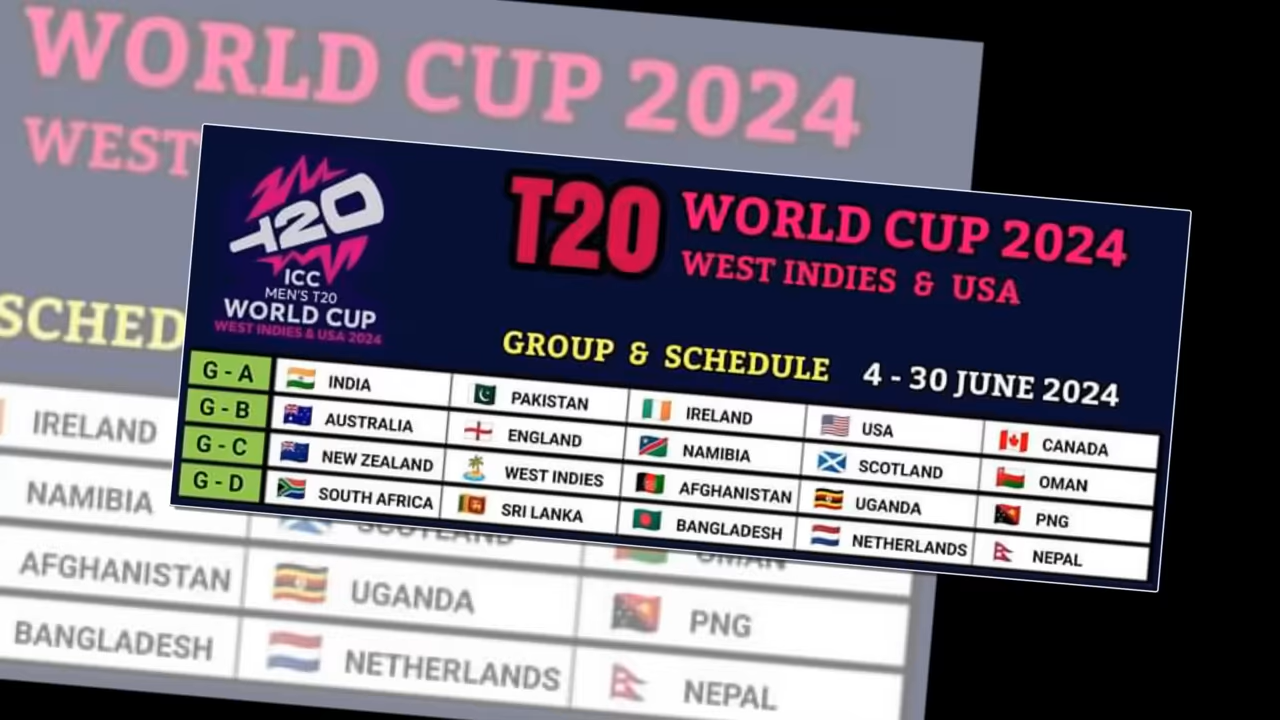 WORLD CUP 2024
WEST
SCHED
T20
ICC
MEN'S T20
WORLD CUP
WEST INDIES & USA 2024
T20 WORLD CUP 2024
WEST INDIES & USA
GROUP & SCHEDULE 4 - 30 JUNE 2024
G - A INDIA PAKISTAN IRELAND USA CANADA
G - B AUSTRALIA ENGLAND NAMIBIA SCOTLAND OMAN
G - C NEW ZEALAND WEST INDIES AFGHANISTAN UGANDA PNG
G - D SOUTH AFRICA SRI LANKA BANGLADESH NETHERLANDS NEPAL
IRELAND
NAMIBIA SCOTLAND OMAN
AFGHANISTAN UGANDA PNG
BANGLADESH NETHERLANDS NEPAL